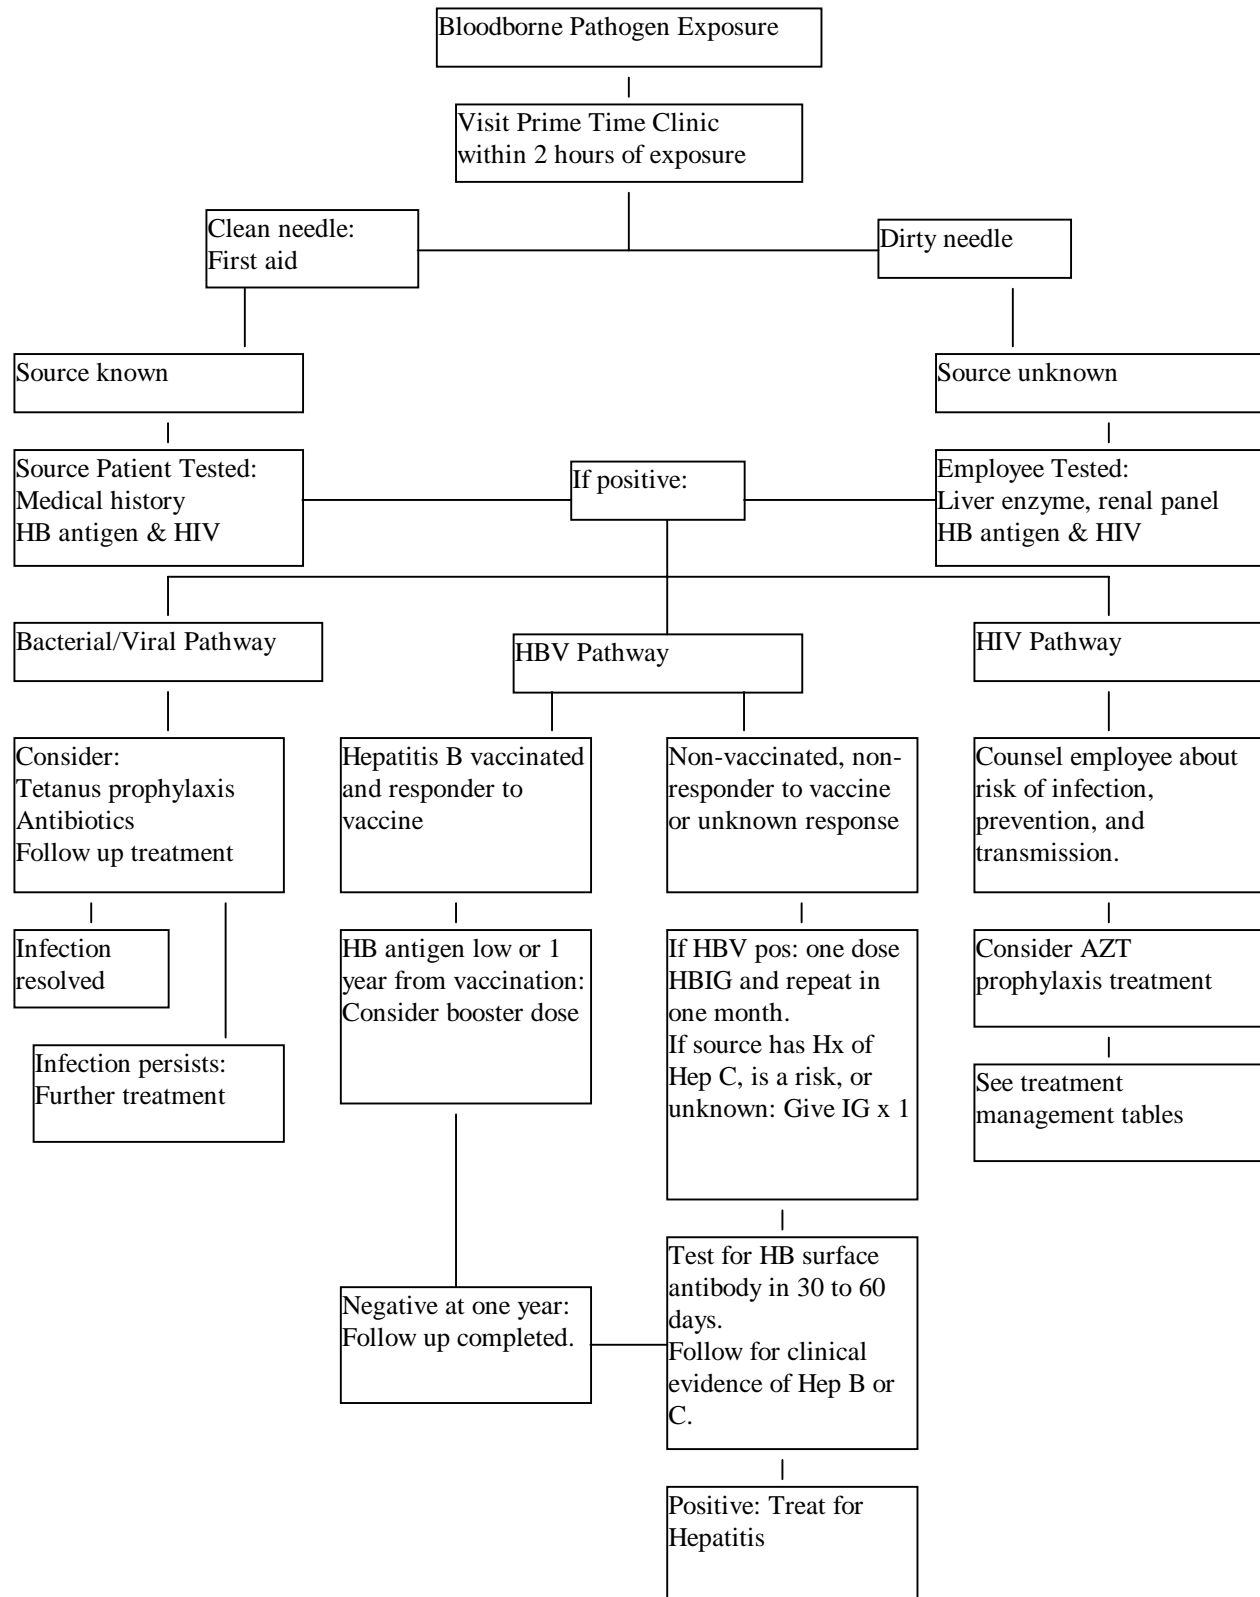 Bloodborne Pathogen Exposure
Visit Prime Time Clinic
within 2 hours of exposure
Clean needle:
First aid
Dirty needle
Source known
Source unknown
Source Patient Tested:
Medical history
HB antigen & HIV
If positive:
Employee Tested:
Liver enzyme, renal panel
HB antigen & HIV
Bacterial/Viral Pathway
HBV Pathway
HIV Pathway
Consider:
Tetanus prophylaxis
Antibiotics
Follow up treatment
Hepatitis B vaccinated
and responder to
vaccine
Non-vaccinated, non-
responder to vaccine
or unknown response
Counsel employee about
risk of infection,
prevention, and
transmission.
Infection
resolved
HB antigen low or 1
year from vaccination:
Consider booster dose
If HBV pos: one dose
HBIG and repeat in
one month.
If source has Hx of
Hep C, is a risk, or
unknown: Give IG x 1
Consider AZT
prophylaxis treatment
Infection persists:
Further treatment
See treatment
management tables
Negative at one year:
Follow up completed.
Test for HB surface
antibody in 30 to 60
days.
Follow for clinical
evidence of Hep B or
C.
Positive: Treat for
Hepatitis